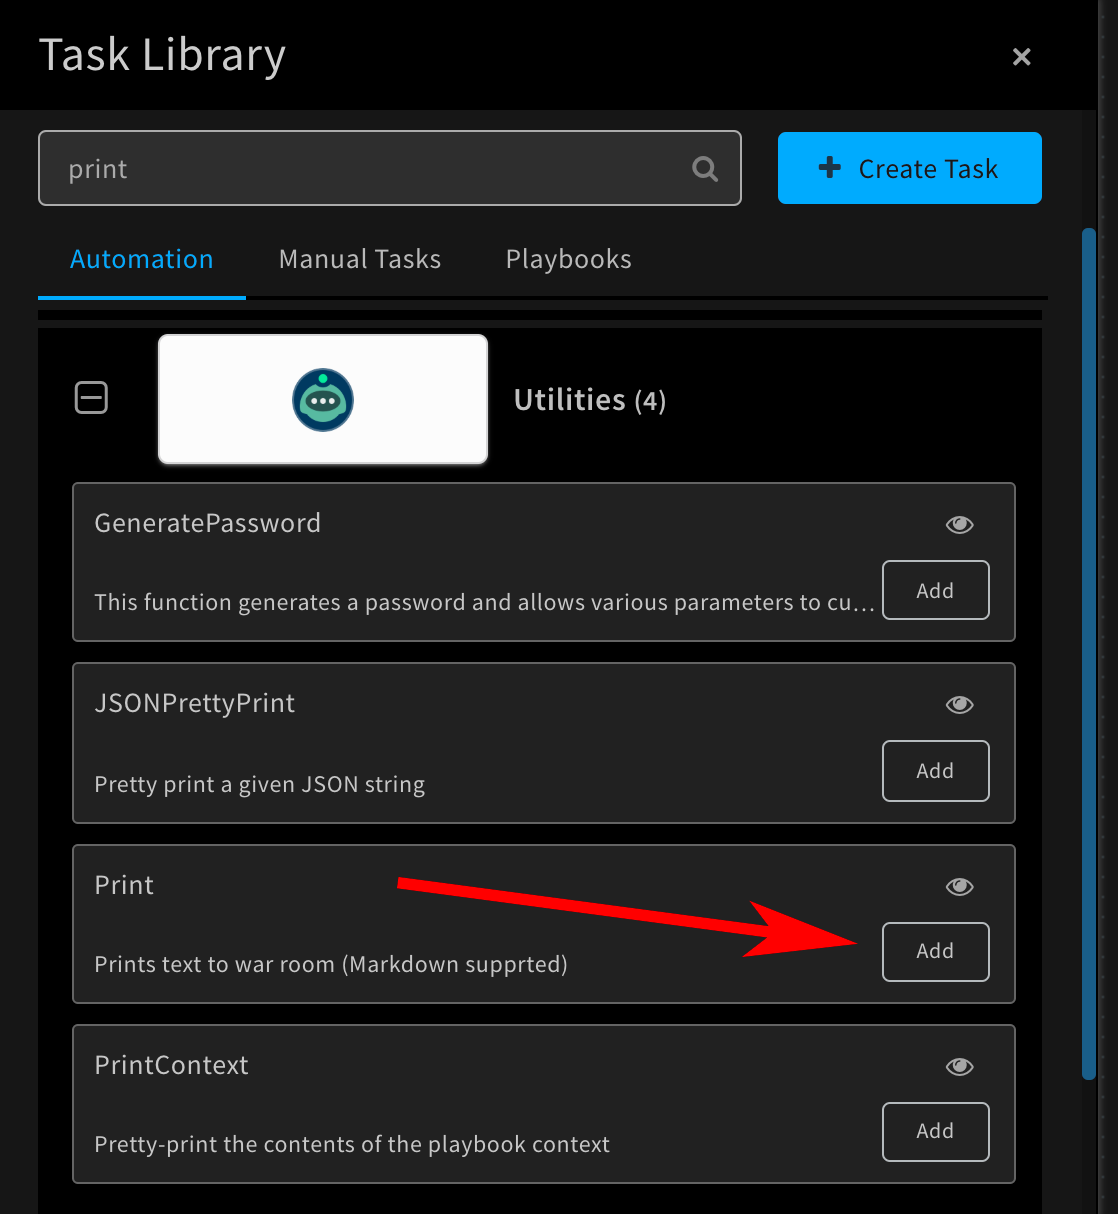 Task Library
print
Create Task
Automation
Manual Tasks
Playbooks
Utilities (4)
GeneratePassword
This function generates a password and allows various parameters to cu...
Add
JSONPrettyPrint
Pretty print a given JSON string
Add
Print
Prints text to war room (Markdown supprted)
Add
PrintContext
Pretty-print the contents of the playbook context
Add